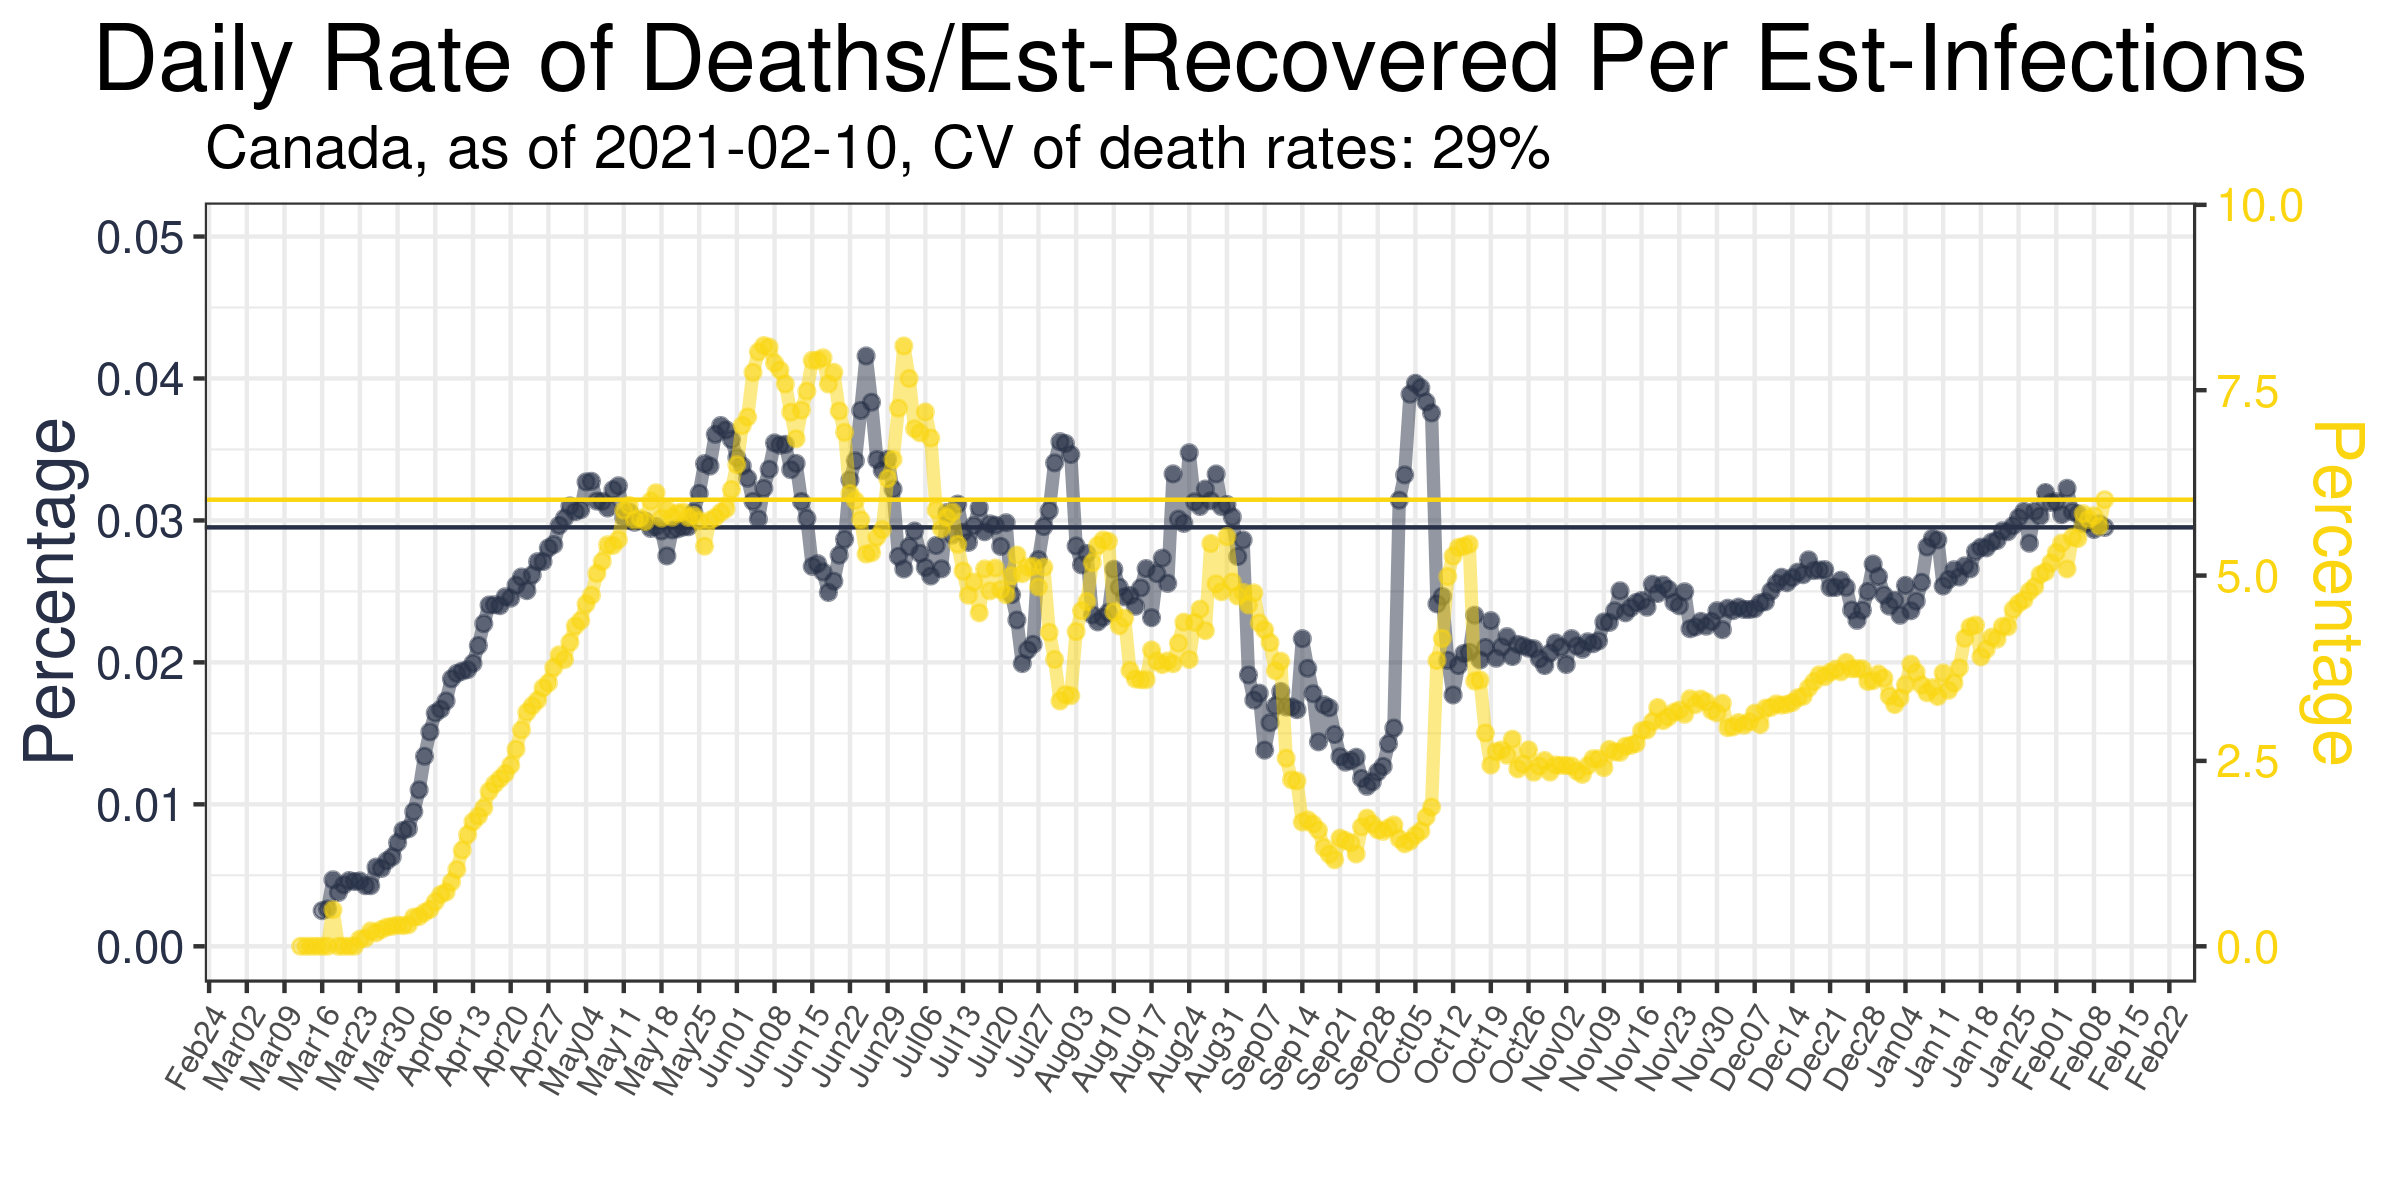 Daily Rate of Deaths/Est-Recovered Per Est-Infections
Canada, as of 2021-02-10, CV of death rates: 29%
Percentage
0.05
0.04
0.03
0.02
0.01
0.00
10.0
7.5
5.0
2.5
0.0
Percentage
Feb24
Mar02
Mar09
Mar16
Mar23
Mar30
Apr06
Apr13
Apr20
Apr27
May04
May11
May18
May25
Jun01
Jun08
Jun15
Jun22
Jun29
Jul06
Jul13
Jul20
Jul27
Aug03
Aug10
Aug17
Aug24
Aug31
Sep07
Sep14
Sep21
Sep28
Oct05
Oct12
Oct19
Oct26
Nov02
Nov09
Nov16
Nov23
Nov30
Dec07
Dec14
Dec21
Dec28
Jan04
Jan11
Jan18
Jan25
Feb01
Feb08
Feb15
Feb22